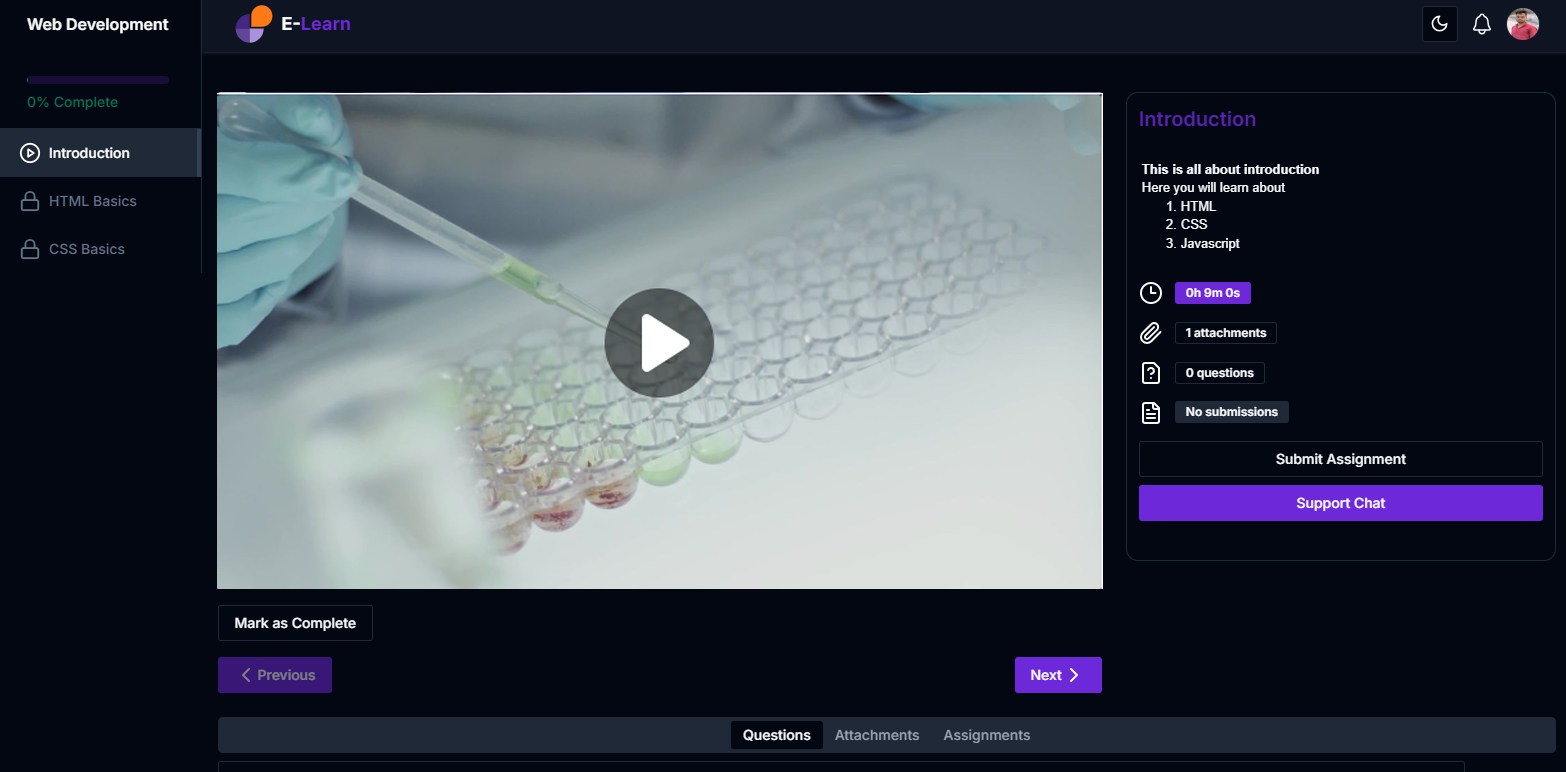 Web Development
E-Learn
0% Complete
Introduction
HTML Basics
CSS Basics
Introduction
This is all about introduction
Here you will learn about
1. HTML
2. CSS
3. Javascript
0h 9m 0s
1 attachments
0 questions
No submissions
Submit Assignment
Support Chat
Mark as Complete
Previous
Next
Questions
Attachments
Assignments